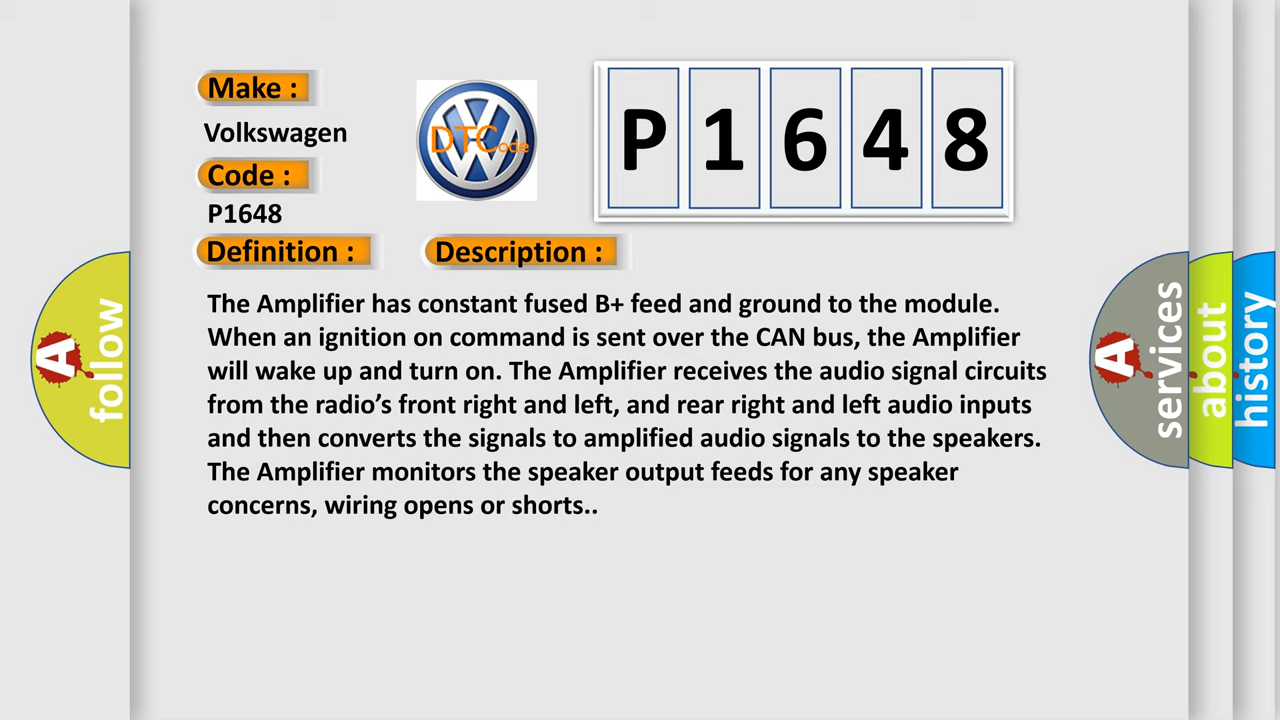 Make :
Volkswagen
Code :
P1648
Definition :
Description :
DTCode
P 1 6 4 8
The Amplifier has constant fused B+ feed and ground to the module.
When an ignition on command is sent over the CAN bus, the Amplifier
will wake up and turn on. The Amplifier receives the audio signal circuits
from the radio’s front right and left, and rear right and left audio inputs
and then converts the signals to amplified audio signals to the speakers.
The Amplifier monitors the speaker output feeds for any speaker
concerns, wiring opens or shorts..
A
follow
A
services
about
history